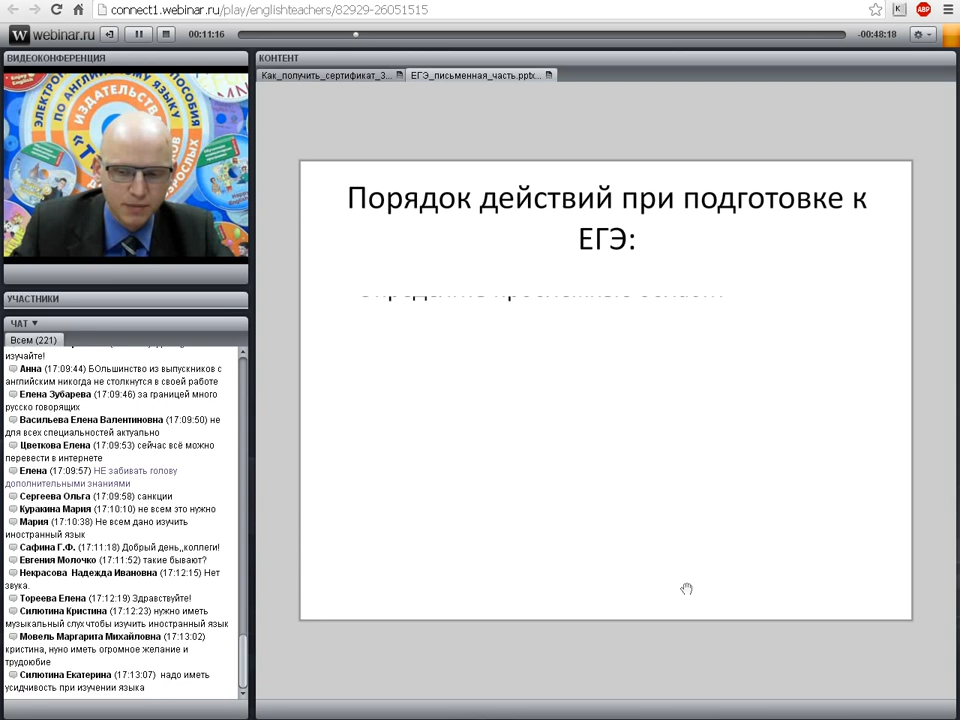 connect1.webinar.ru/play/englishteachers/82929-26051515
K
ABP
W webinar.ru
00:11:16
-00:48:18
ВИДЕОКОНФЕРЕНЦИЯ
КОНТЕНТ
Как_получить_сертификат_3...
ЕГЭ_письменная_часть.pptx...
ИЗДАТЕЛЬСТВО
ПО АНГЛИЙСКОМУ ЯЗЫКУ
ПОСОБИЯ
Порядок действий при подготовке к
ЕГЭ:
УЧАСТНИКИ
ЧАТ ▼
Всем (221)
изучайте!
Анна (17:09:44) БОльшинство из выпускников с
английским никогда не столкнутся в своей работе
Елена Зубарева (17:09:46) за границей много
русско говорящих
Васильева Елена Валентиновна (17:09:50) не
для всех специальностей актуально
Цветкова Елена (17:09:53) сейчас всё можно
перевести в интернете
Елена (17:09:57) НЕ забивать голову
дополнительными знаниями
Сергеева Ольга (17:09:58) санкции
Куракина Мария (17:10:10) не всем это нужно
Мария (17:10:38) Не всем дано изучить
иностранный язык
Сафина Г.Ф. (17:11:18) Добрый день,,коллеги!
Евгения Молочко (17:11:52) такие бывают?
Некрасова Надежда Ивановна (17:12:15) Нет
звука.
Тореева Елена (17:12:19) Здравствуйте!
Силютина Кристина (17:12:23) нужно иметь
музыкальный слух чтобы изучить иностранный язык
Мовель Маргарита Михайловна (17:13:02)
кристина, нуно иметь огромное желание и
трудоюбие
Силютина Екатерина (17:13:07) надо иметь
усидчивость при изучении языка